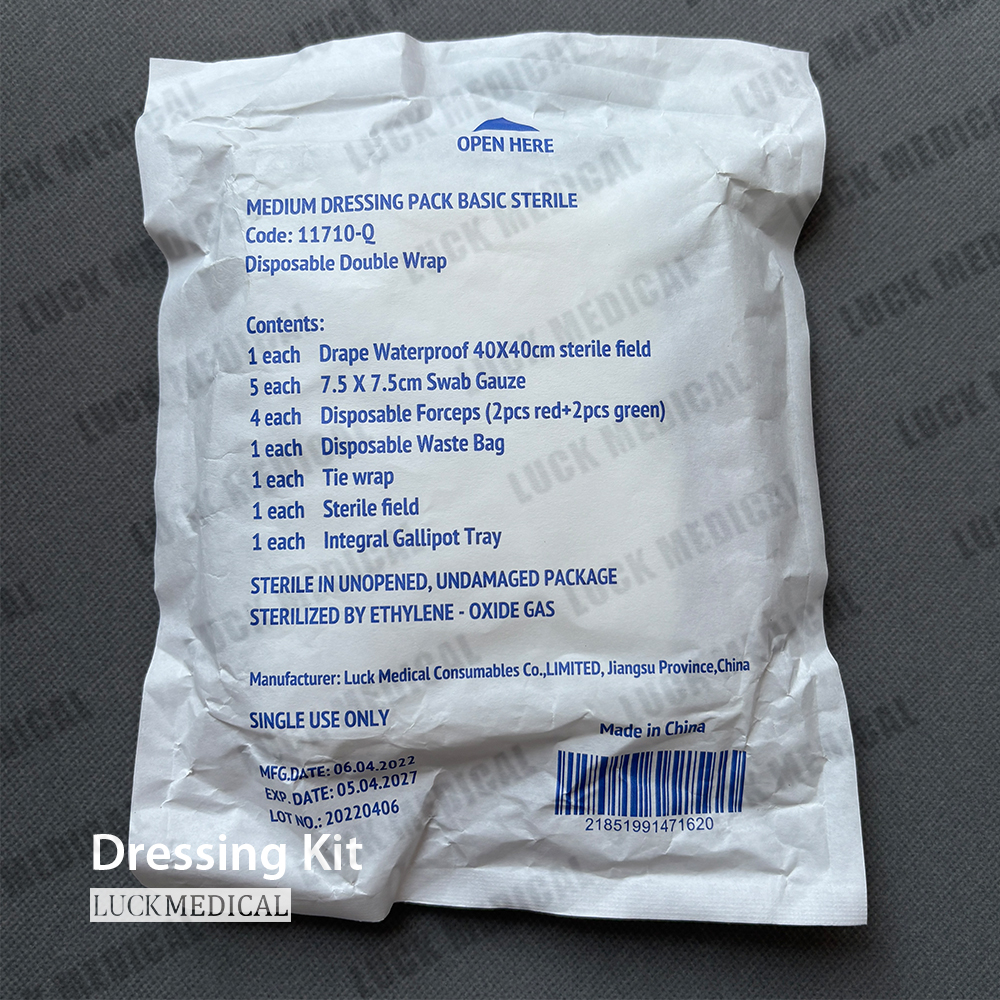 OPEN HERE
MEDIUM DRESSING PACK BASIC STERILE
Code: 11710-Q
Disposable Double Wrap
Contents:
1 each Drape Waterproof 40X40cm sterile field
5 each 7.5 X 7.5cm Swab Gauze
4 each Disposable Forceps (2pcs red+2pcs green)
1 each Disposable Waste Bag
1 each Tie wrap
1 each Sterile field
1 each Integral Gallipot Tray
STERILE IN UNOPENED, UNDAMAGED PACKAGE
STERILIZED BY ETHYLENE - OXIDE GAS
Manufacturer: Luck Medical Consumables Co.,LIMITED, Jiangsu Province,China
SINGLE USE ONLY
Made in China
MFG.DATE: 06.04.2022
EXP. DATE: 05.04.2027
LOT NO.: 20220406
21851991471620
Dressing Kit
LUCKMEDICAL
LUCK MEDICAL